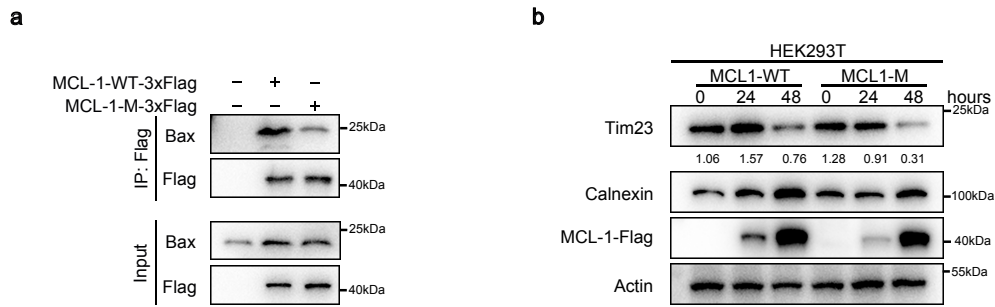 a
MCL-1-WT-3xFlag - + -
MCL-1-M-3xFlag - - +
IP: Flag
Bax
25kDa
Flag
40kDa
Input
Bax
25kDa
Flag
40kDa
b
HEK293T
MCL1-WT MCL1-M
0 24 48 0 24 48 hours
Tim23
25kDa
1.06 1.57 0.76 1.28 0.91 0.31
Calnexin
100kDa
MCL-1-Flag
40kDa
Actin
55kDa